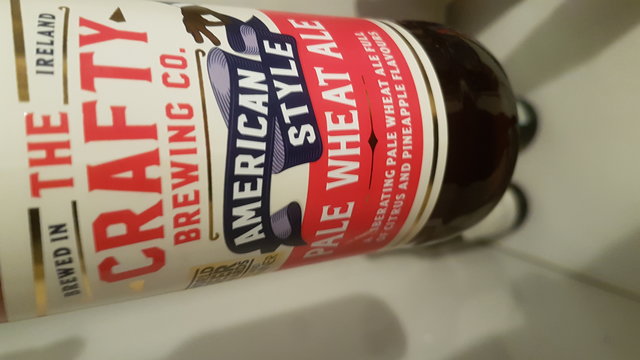 BREWED IN IRELAND
THE
CRAFTY
BREWING CO.
AMERICAN
STYLE
PALE WHEAT ALE
PALE WHEAT ALE FULL
OF CITRUS AND PINEAPPLE FLAVOURS